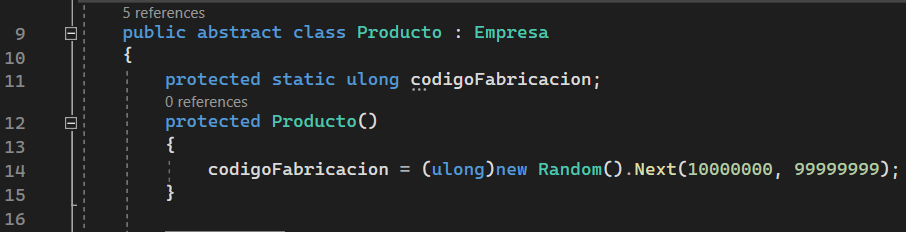 5 references
9 public abstract class Producto : Empresa
10 {
11 protected static ulong codigoFabricacion;
0 references
12 protected Producto()
13 {
14 codigoFabricacion = (ulong)new Random().Next(10000000, 99999999);
15 }
16